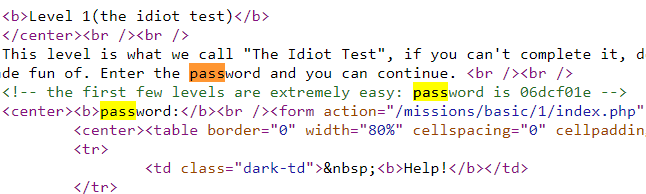 <b>Level 1(the idiot test)</b>
</center><br /><br />
This level is what we call "The Idiot Test", if you can't complete it, d
de fun of. Enter the password and you can continue. <br /><br />
<!-- the first few levels are extremely easy: password is 06dcf01e -->
<center><b>password:</b><br /><form action="/missions/basic/1/index.php"
<center><table border="0" width="80%" cellspacing="0" cellpaddin
<tr>
<td class="dark-td">&nbsp;<b>Help!</b></td>
</tr>